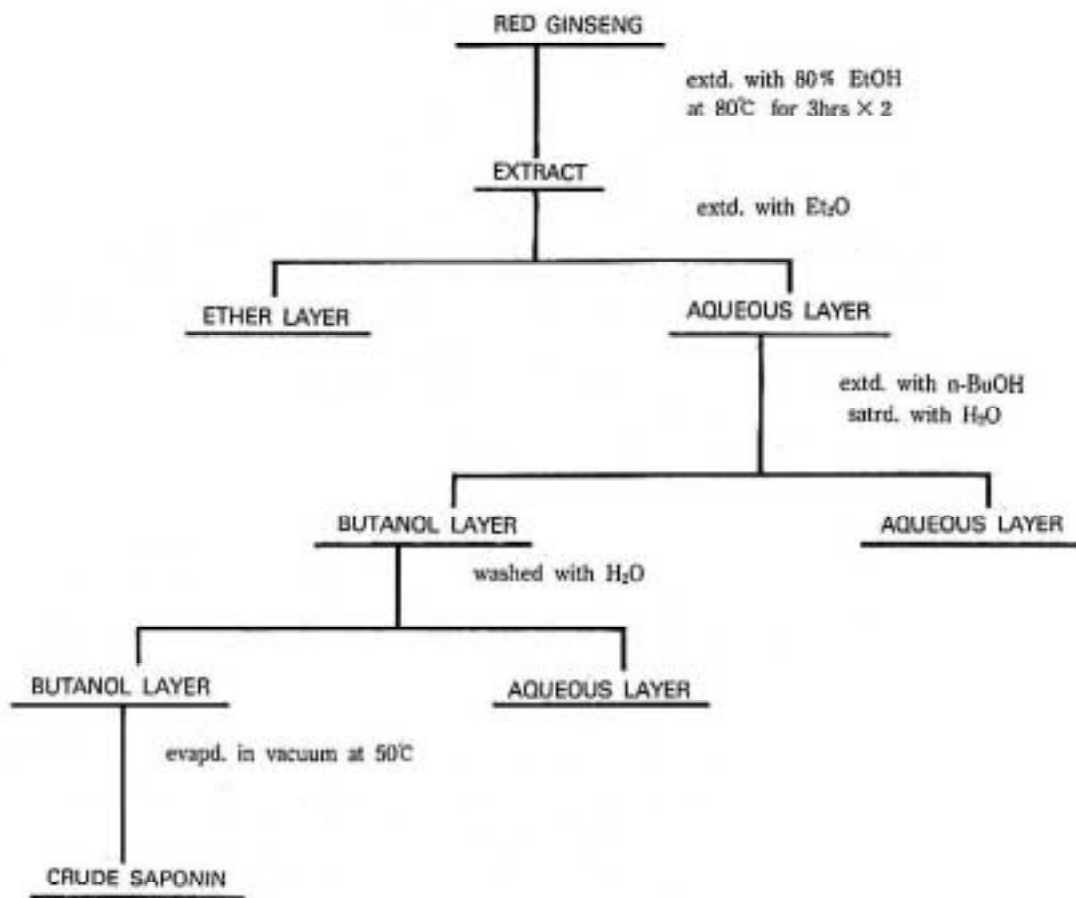 RED GINSENG
extd. with 80% EtOH
at 80℃ for 3hrs × 2
EXTRACT
extd. with Et₂O
ETHER LAYER
AQUEOUS LAYER
extd. with n-BuOH
satrd. with H₂O
BUTANOL LAYER
AQUEOUS LAYER
washed with H₂O
BUTANOL LAYER
AQUEOUS LAYER
evapd. in vacuum at 50℃
CRUDE SAPONIN